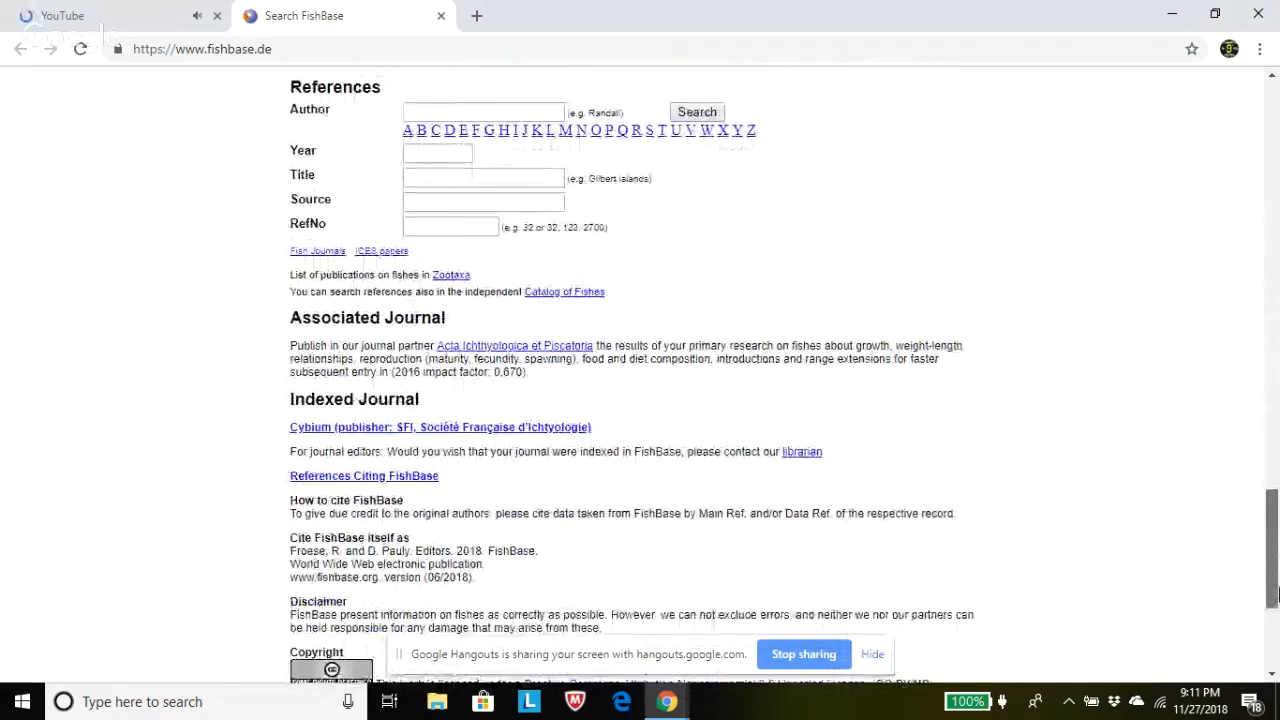 YouTube
Search FishBase
https://www.fishbase.de
References
Author (e.g. Randall) Search
A B C D E F G H I J K L M N O P Q R S T U V W X Y Z
Year
Title (e.g. Gilbert islands)
Source
RefNo (e.g. 32 or 32, 123, 2700)
Fish Journals ICES papers
List of publications on fishes in Zootaxa.
You can search references also in the independent Catalog of Fishes
Associated Journal
Publish in our journal partner Acta Ichthyologica et Piscatoria the results of your primary research on fishes about growth, weight-length
relationships, reproduction (maturity, fecundity, spawning), food and diet composition, introductions and range extensions for faster
subsequent entry in (2016 impact factor: 0.670).
Indexed Journal
Cybium (publisher: SFI, Société Française d'Ichtyologie)
For journal editors: Would you wish that your journal were indexed in FishBase, please contact our librarian
References Citing FishBase
How to cite FishBase
To give due credit to the original authors, please cite data taken from FishBase by Main Ref. and/or Data Ref. of the respective record.
Cite FishBase itself as
Froese, R. and D. Pauly. Editors. 2018. FishBase.
World Wide Web electronic publication.
www.fishbase.org, version (06/2018).
Disclaimer
FishBase present information on fishes as correctly as possible. However, we can not exclude errors, and neither we nor our partners can
be held responsible for any damage that may arise from these.
Copyright
Google Hangouts is sharing your screen with hangouts.google.com.
Stop sharing
Hide
Type here to search
100%
9:11 PM
11/27/2018
18